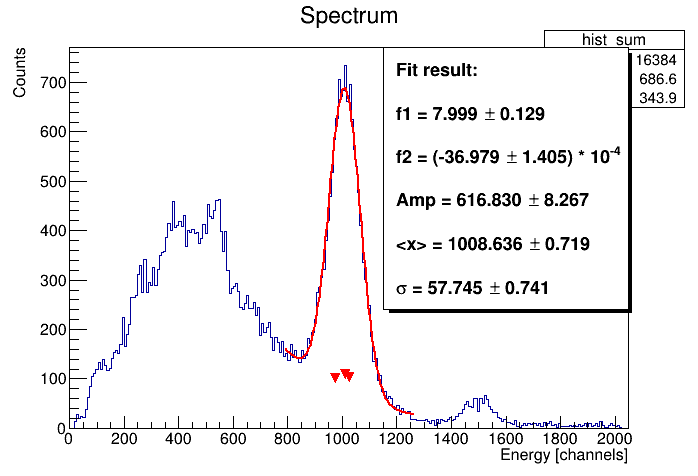 Spectrum
Counts
hist_sum
16384
686.6
343.9
Fit result:
f1 = 7.999 ± 0.129
f2 = (-36.979 ± 1.405) * 10⁻⁴
Amp = 616.830 ± 8.267
<x> = 1008.636 ± 0.719
σ = 57.745 ± 0.741
700
600
500
400
300
200
100
0
0 200 400 600 800 1000 1200 1400 1600 1800 2000
Energy [channels]